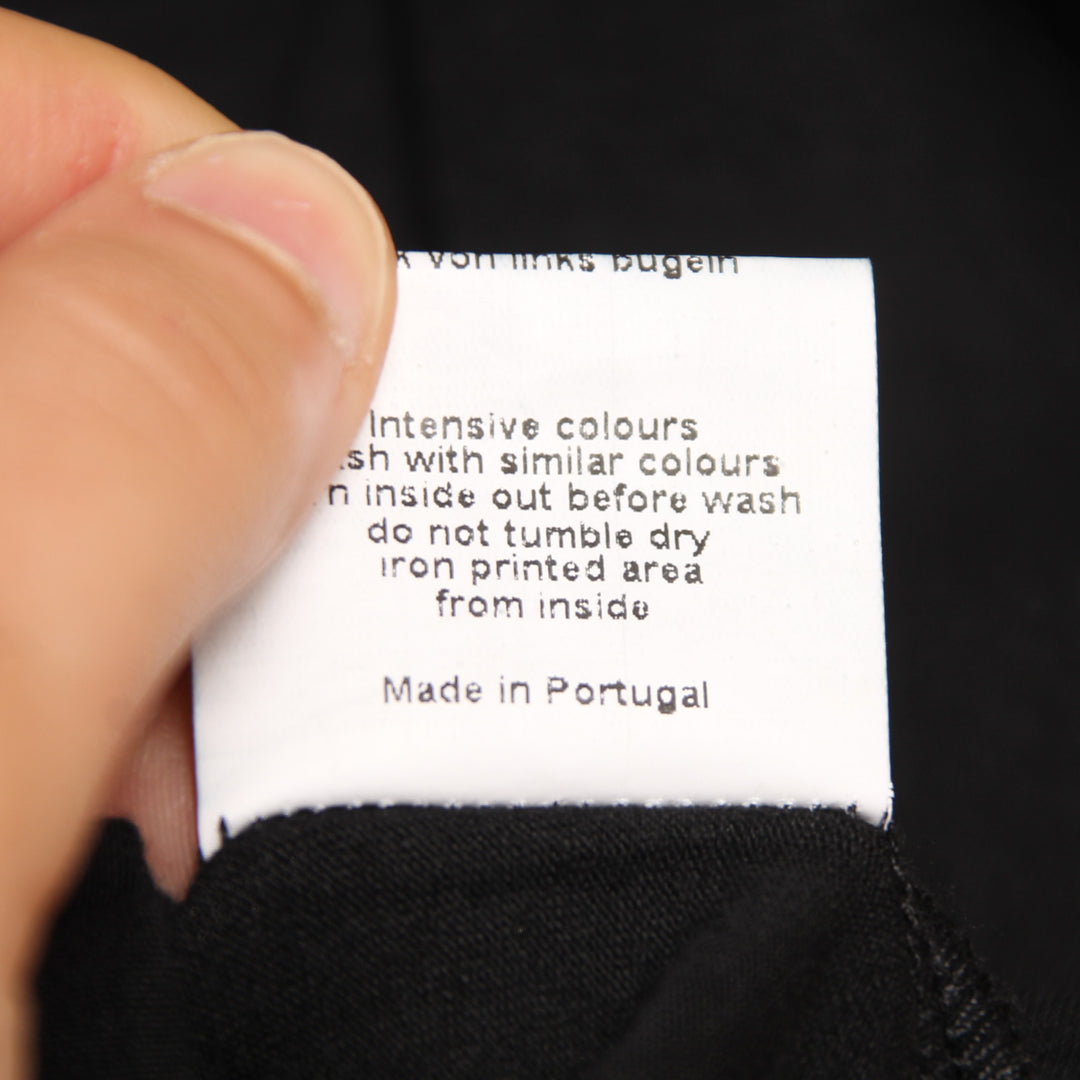 von links bügeln
Intensive colours
with similar colours
inside out before wash
do not tumble dry
iron printed area
from inside
Made in Portugal